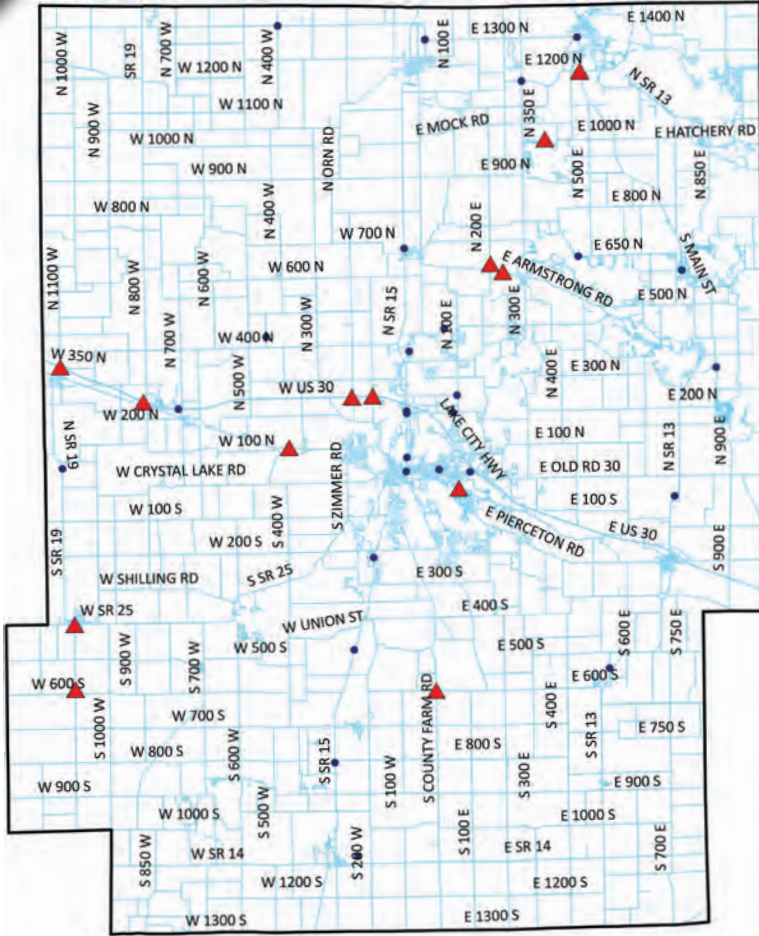 E 1400 N
E 1300 N
N 1000 W
SR 19
N 700 W
N 400 W
N 100 E
E 1200 N
W 1200 N
N SR 13
W 1100 N
N 350 E
E MOCK RD
E 1000 N
E HATCHERY RD
N 900 W
W 1000 N
N ORN RD
E 900 N
N 500 E
N 850 E
W 900 N
E 800 N
W 800 N
N 400 W
N 200 E
W 700 N
E 650 N
S MAIN ST
N 1100 W
N 800 W
N 600 W
W 600 N
E ARMSTRONG RD
E 500 N
N SR 15
N 300 E
N 300 W
N 100 E
W 400 N
N 700 W
W 350 N
N 400 E
E 300 N
N 500 W
W US 30
E 200 N
W 200 N
LAKE CITY HWY
N SR 19
W 100 N
E 100 N
N SR 13
N 900 E
W CRYSTAL LAKE RD
S ZIMMER RD
E OLD RD 30
W 100 S
S 400 W
E 100 S
E PIERCETON RD
E US 30
S SR 19
W 200 S
S 900 E
W SHILLING RD
S SR 25
E 300 S
W SR 25
E 400 S
W UNION ST
S 600 E
S 750 E
S 900 W
S 700 W
W 500 S
E 500 S
W 600 S
E 600 S
S COUNTY FARM RD
S 400 E
S 1000 W
W 700 S
S SR 13
E 750 S
W 800 S
S 600 W
S SR 15
S 100 W
E 800 S
S 300 E
W 900 S
E 900 S
W 1000 S
S 500 W
S 100 E
E 1000 S
S 850 W
W SR 14
S 200 W
E SR 14
S 700 E
W 1200 S
E 1200 S
W 1300 S
E 1300 S